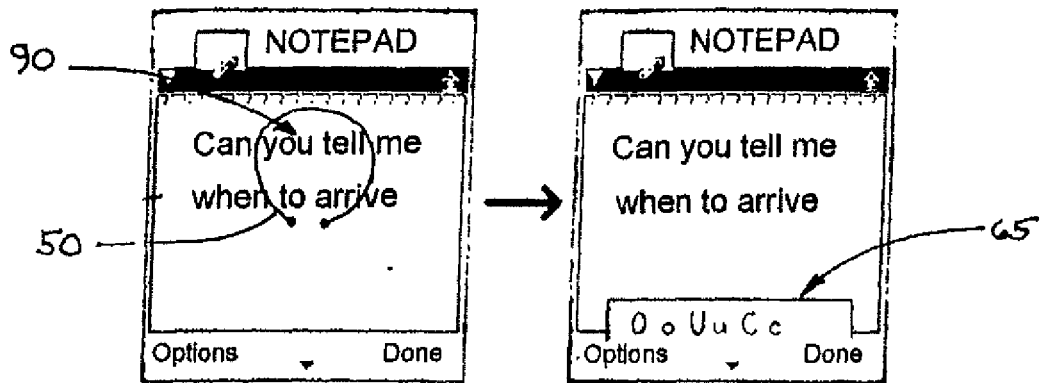 NOTEPAD
90
Can you tell me
when to arrive
50
Options Done
NOTEPAD
Can you tell me
when to arrive
65
O o U u C c
Options Done